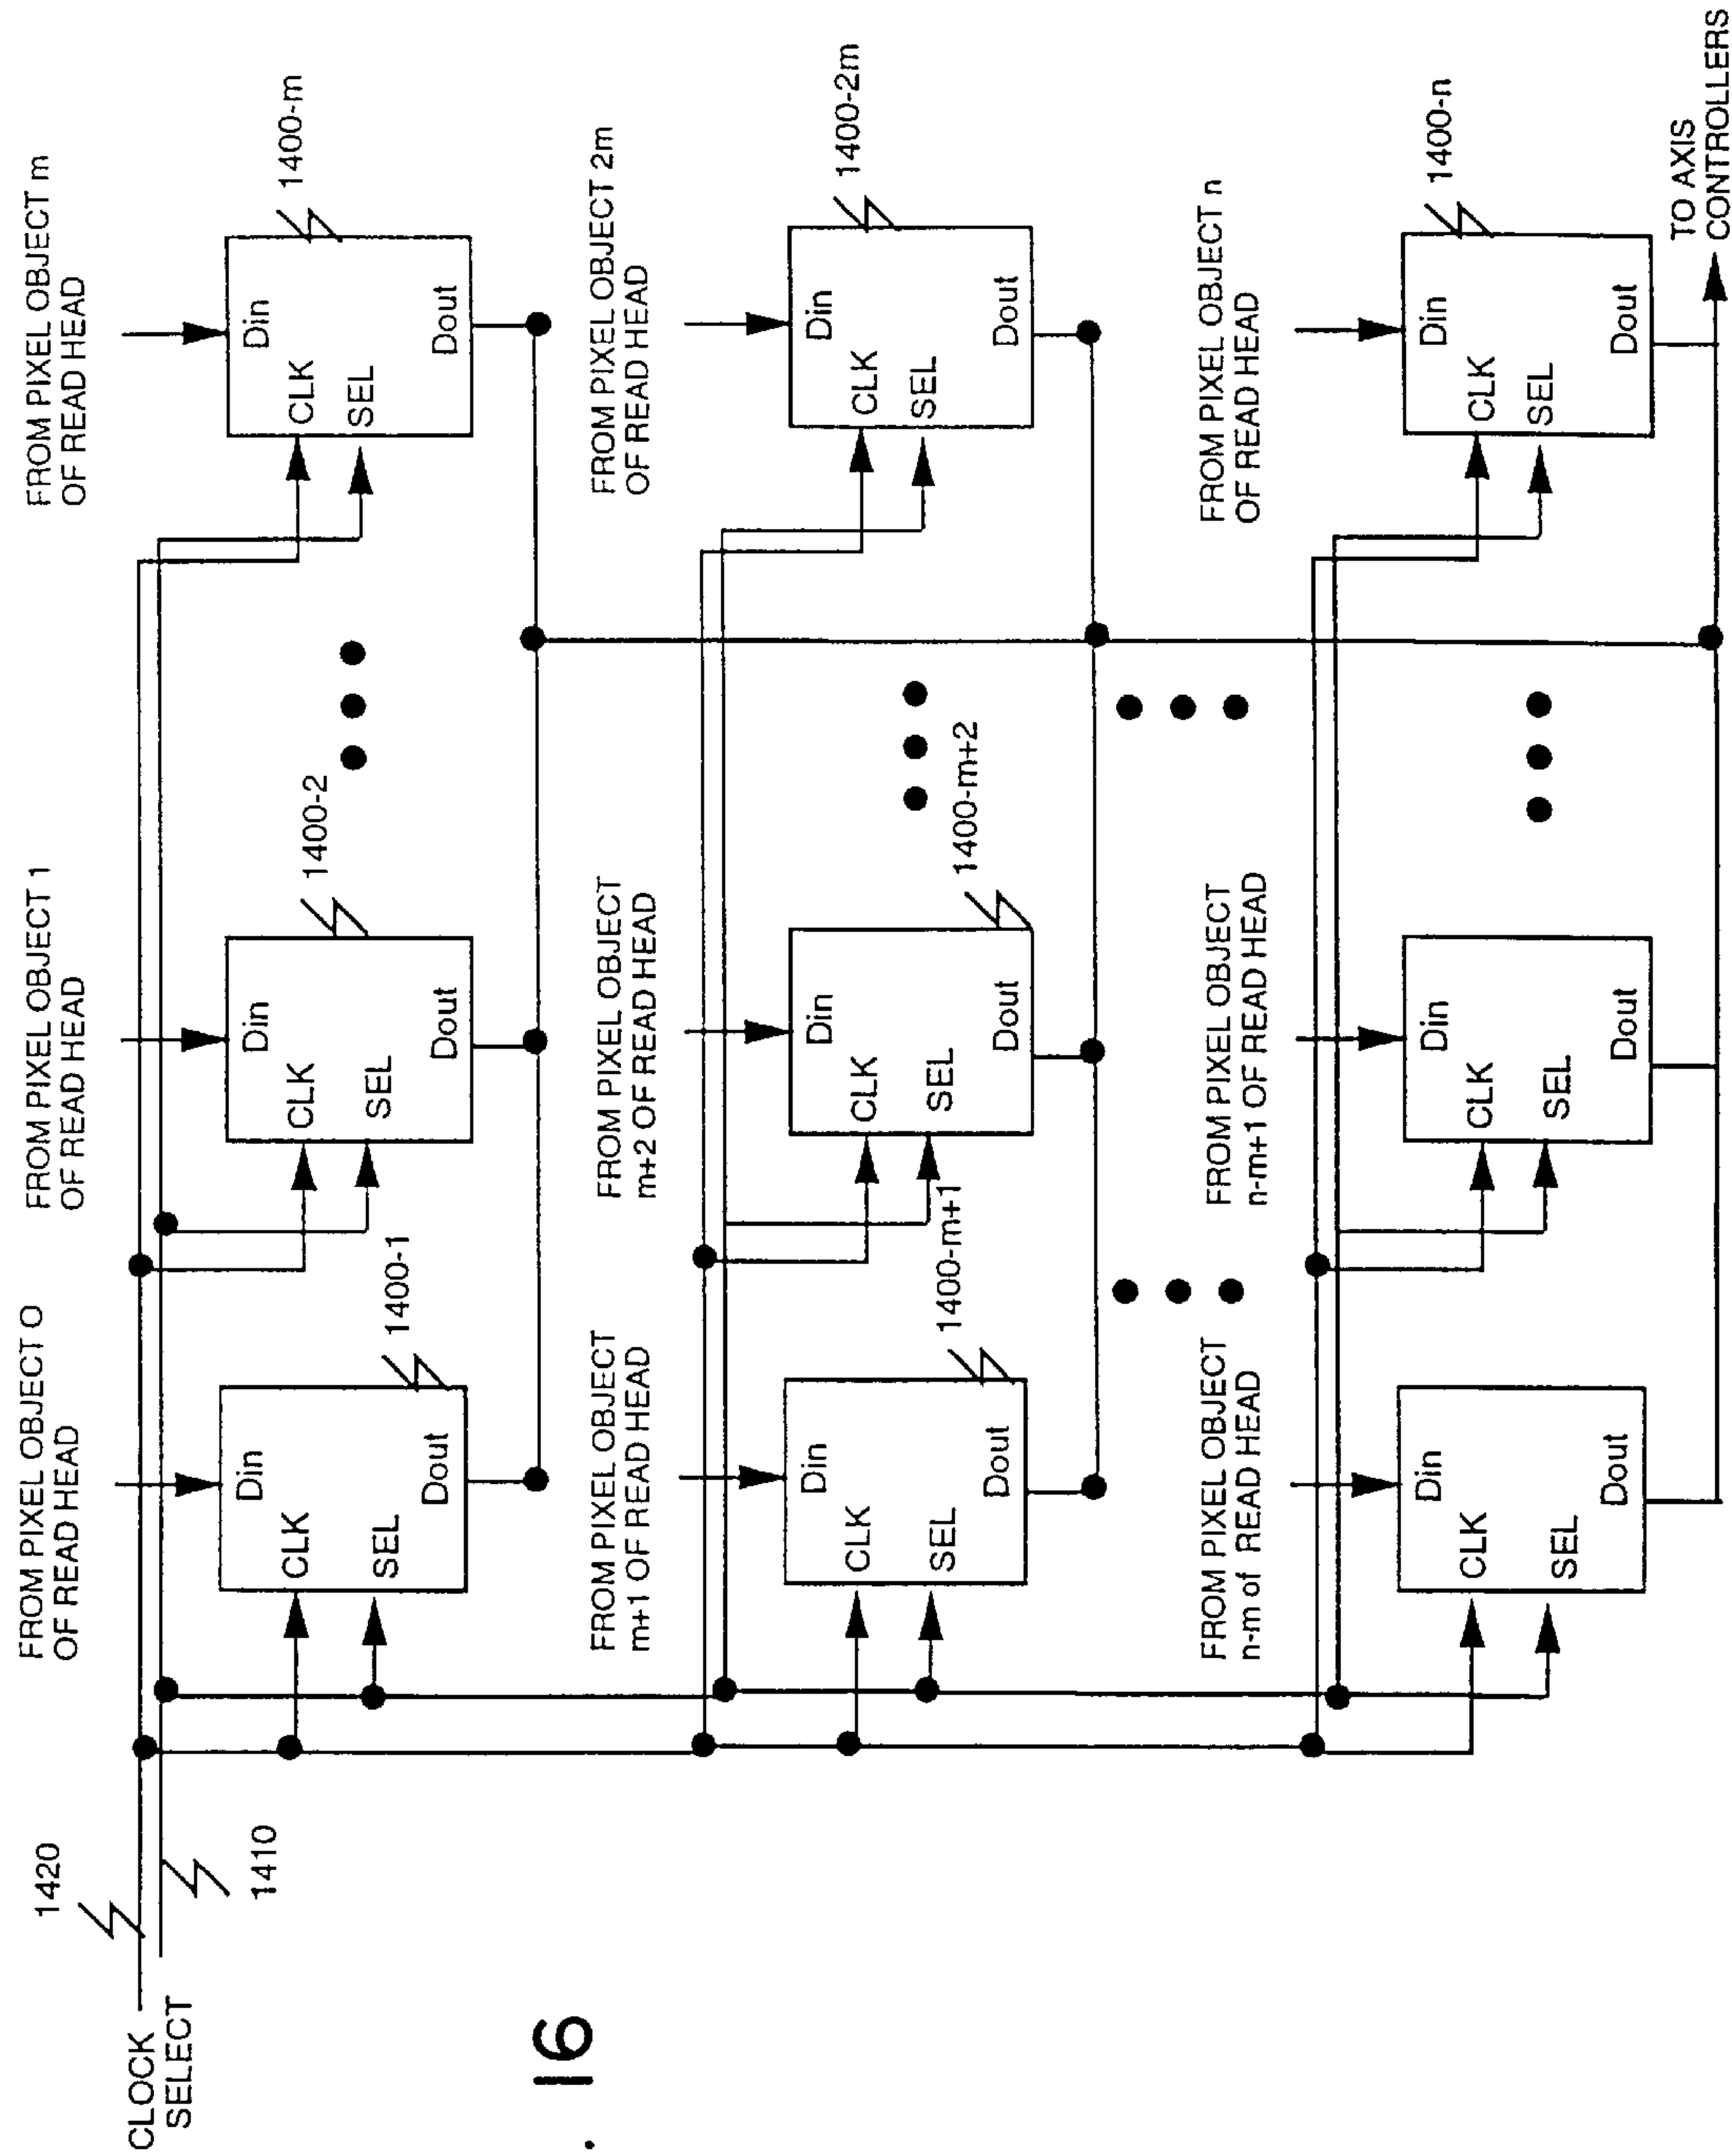 1420
CLOCK
SELECT
1410
FROM PIXEL OBJECT O
OF READ HEAD
Din
CLK
SEL
Dout
1400-1
FROM PIXEL OBJECT 1
OF READ HEAD
Din
CLK
SEL
Dout
1400-2
FROM PIXEL OBJECT m
OF READ HEAD
Din
CLK
SEL
Dout
1400-m
FROM PIXEL OBJECT
m+1 OF READ HEAD
Din
CLK
SEL
Dout
1400-m+1
FROM PIXEL OBJECT
m+2 OF READ HEAD
Din
CLK
SEL
Dout
1400-m+2
FROM PIXEL OBJECT 2m
OF READ HEAD
Din
CLK
SEL
Dout
1400-2m
FROM PIXEL OBJECT
n-m of READ HEAD
Din
CLK
SEL
Dout
FROM PIXEL OBJECT
n-m+1 OF READ HEAD
Din
CLK
SEL
Dout
FROM PIXEL OBJECT n
OF READ HEAD
Din
CLK
SEL
Dout
1400-n
TO AXIS
CONTROLLERS
. 16